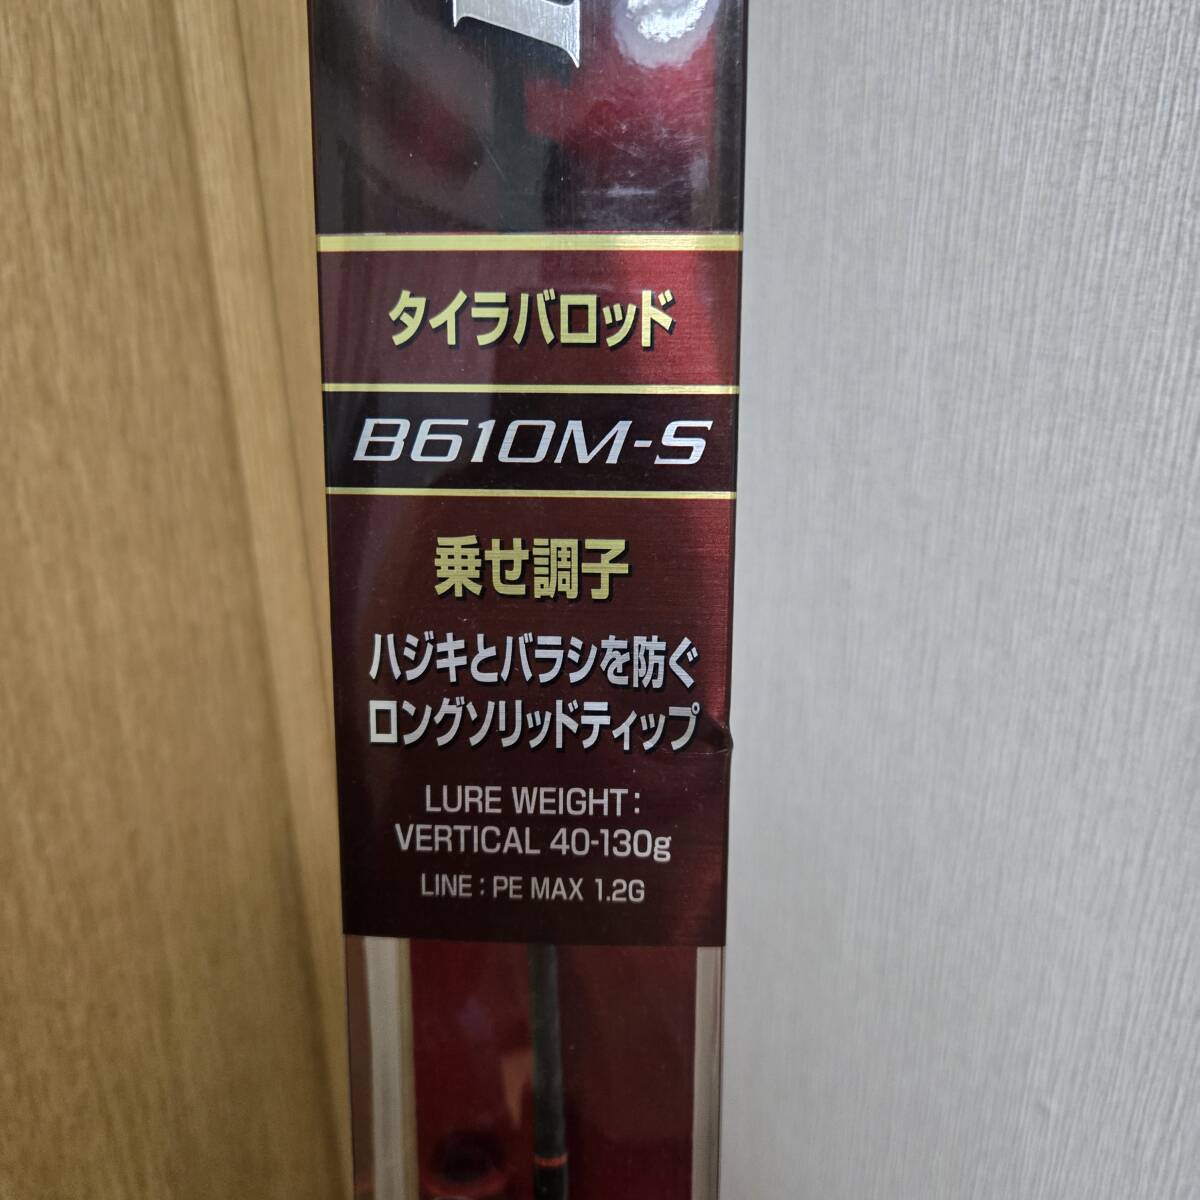 タイラバロッド
B610M-S
乗せ調子
ハジキとバラシを防ぐ
ロングソリッドティップ
LURE WEIGHT:
VERTICAL 40-130g
LINE : PE MAX 1.2G